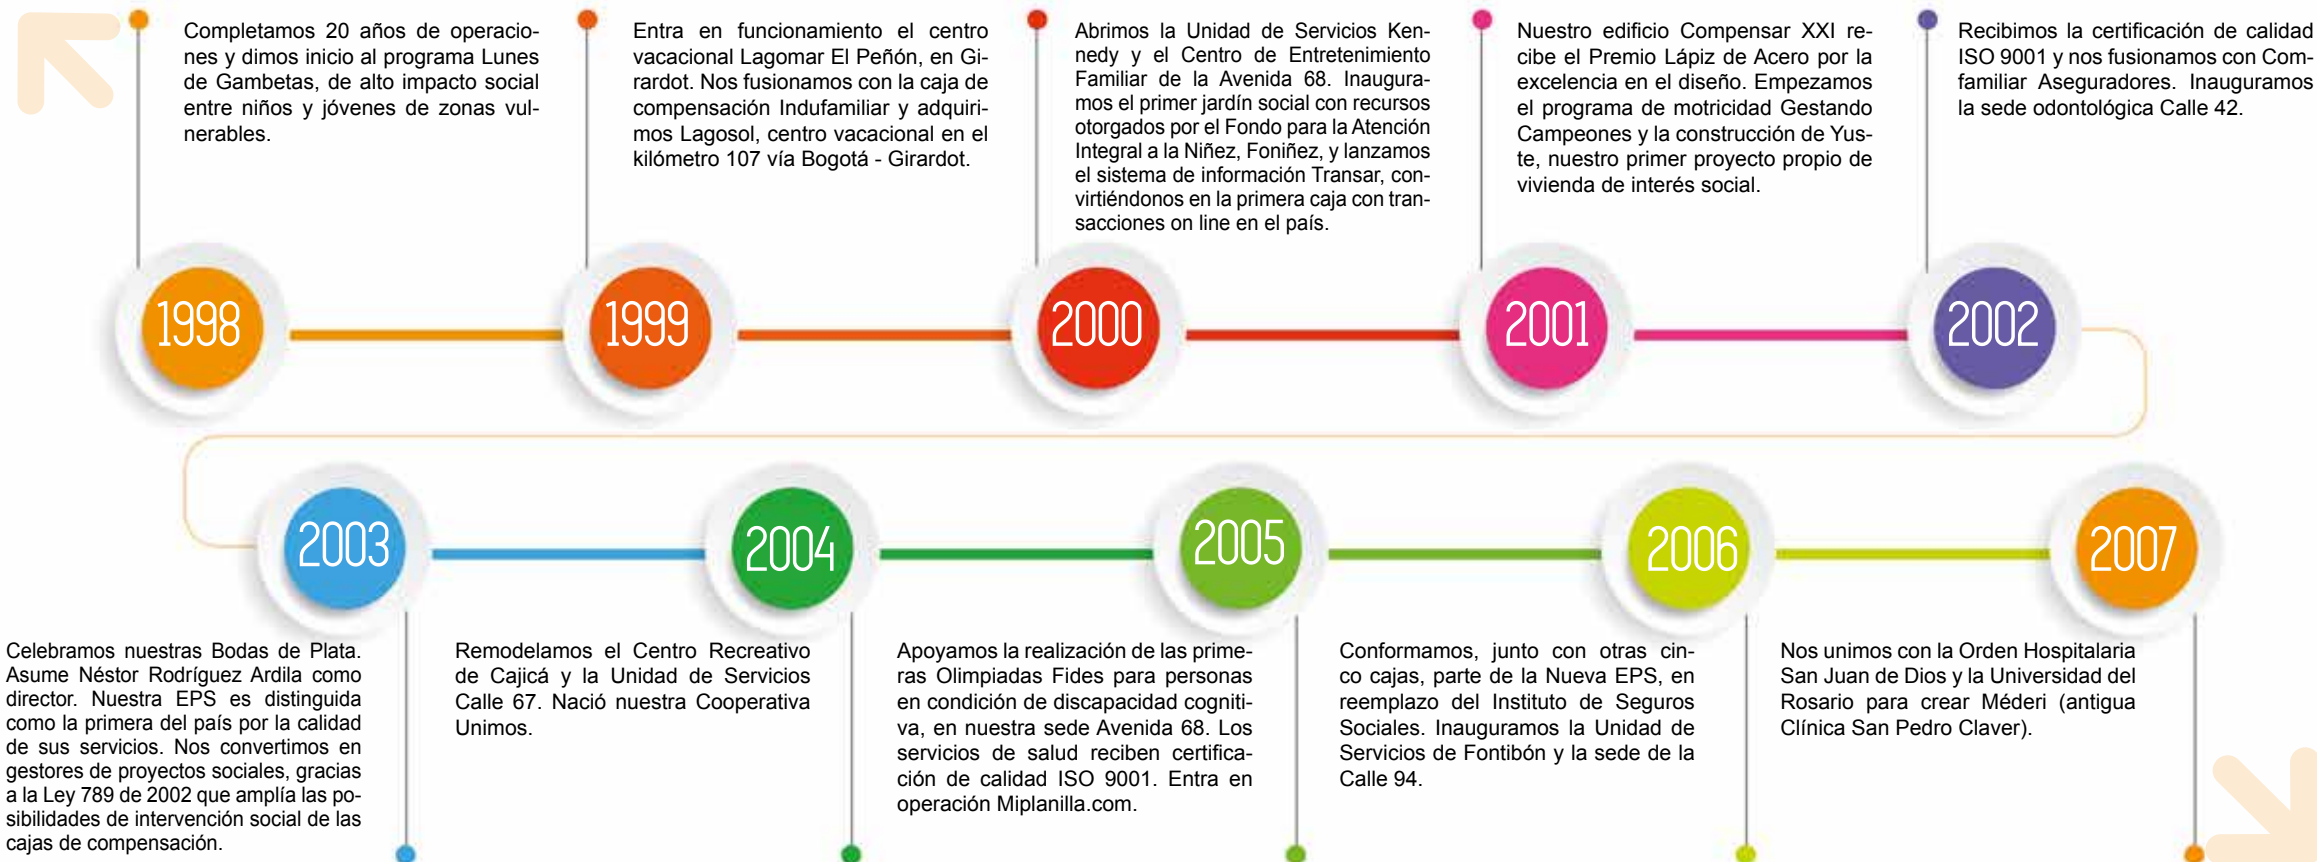 Completamos 20 años de operacio-
nes y dimos inicio al programa Lunes
de Gambetas, de alto impacto social
entre niños y jóvenes de zonas vul-
nerables.
Entra en funcionamiento el centro
vacacional Lagomar El Peñón, en Gi-
rardot. Nos fusionamos con la caja de
compensación Indufamiliar y adquiri-
mos Lagosol, centro vacacional en el
kilómetro 107 vía Bogotá - Girardot.
Abrimos la Unidad de Servicios Ken-
nedy y el Centro de Entretenimiento
Familiar de la Avenida 68. Inaugura-
mos el primer jardín social con recursos
otorgados por el Fondo para la Atención
Integral a la Niñez, Foniñez, y lanzamos
el sistema de información Transar, con-
virtiéndonos en la primera caja con tran-
sacciones on line en el país.
Nuestro edificio Compensar XXI re-
cibe el Premio Lápiz de Acero por la
excelencia en el diseño. Empezamos
el programa de motricidad Gestando
Campeones y la construcción de Yus-
te, nuestro primer proyecto propio de
vivienda de interés social.
Recibimos la certificación de calidad
ISO 9001 y nos fusionamos con Com-
familiar Aseguradores. Inauguramos
la sede odontológica Calle 42.
1998
1999
2000
2001
2002
2003
2004
2005
2006
2007
Celebramos nuestras Bodas de Plata.
Asume Néstor Rodríguez Ardila como
director. Nuestra EPS es distinguida
como la primera del país por la calidad
de sus servicios. Nos convertimos en
gestores de proyectos sociales, gracias
a la Ley 789 de 2002 que amplía las po-
sibilidades de intervención social de las
cajas de compensación.
Remodelamos el Centro Recreativo
de Cajicá y la Unidad de Servicios
Calle 67. Nació nuestra Cooperativa
Unimos.
Apoyamos la realización de las prime-
ras Olimpiadas Fides para personas
en condición de discapacidad cogniti-
va, en nuestra sede Avenida 68. Los
servicios de salud reciben certifica-
ción de calidad ISO 9001. Entra en
operación Miplanilla.com.
Conformamos, junto con otras cin-
co cajas, parte de la Nueva EPS, en
reemplazo del Instituto de Seguros
Sociales. Inauguramos la Unidad de
Servicios de Fontibón y la sede de la
Calle 94.
Nos unimos con la Orden Hospitalaria
San Juan de Dios y la Universidad del
Rosario para crear Méderi (antigua
Clínica San Pedro Claver).